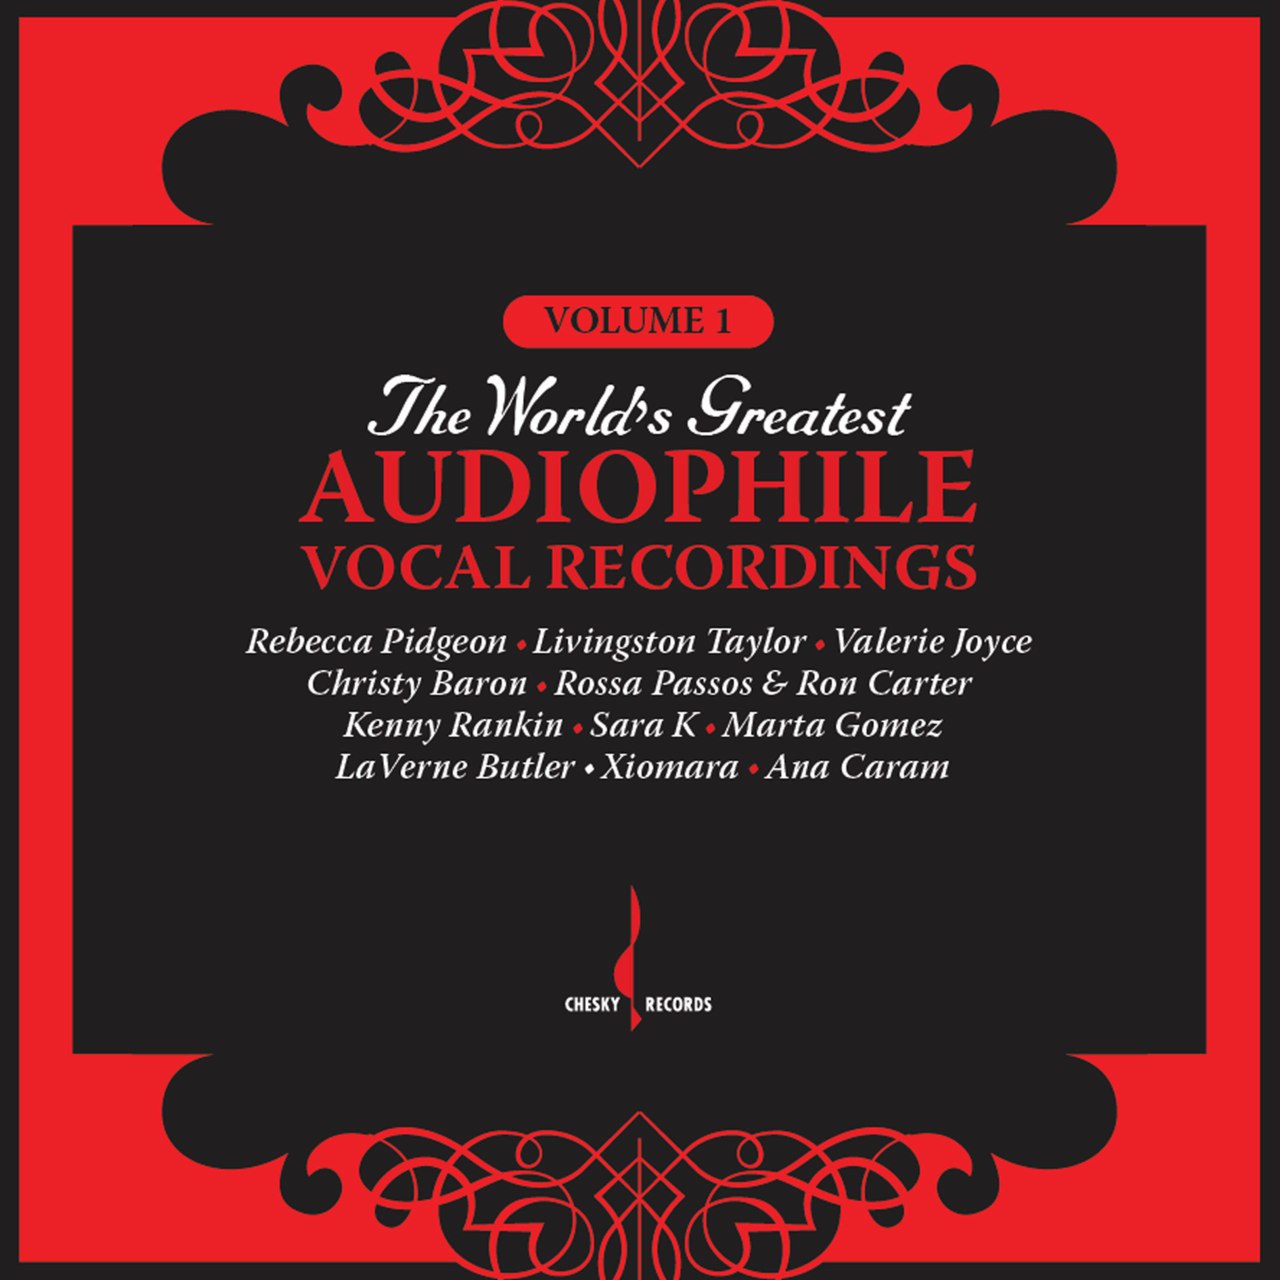 VOLUME 1
The World's Greatest
AUDIOPHILE
VOCAL RECORDINGS
Rebecca Pidgeon • Livingston Taylor • Valerie Joyce
Christy Baron • Rossa Passos & Ron Carter
Kenny Rankin • Sara K • Marta Gomez
LaVerne Butler • Xiomara • Ana Caram
CHESKY RECORDS